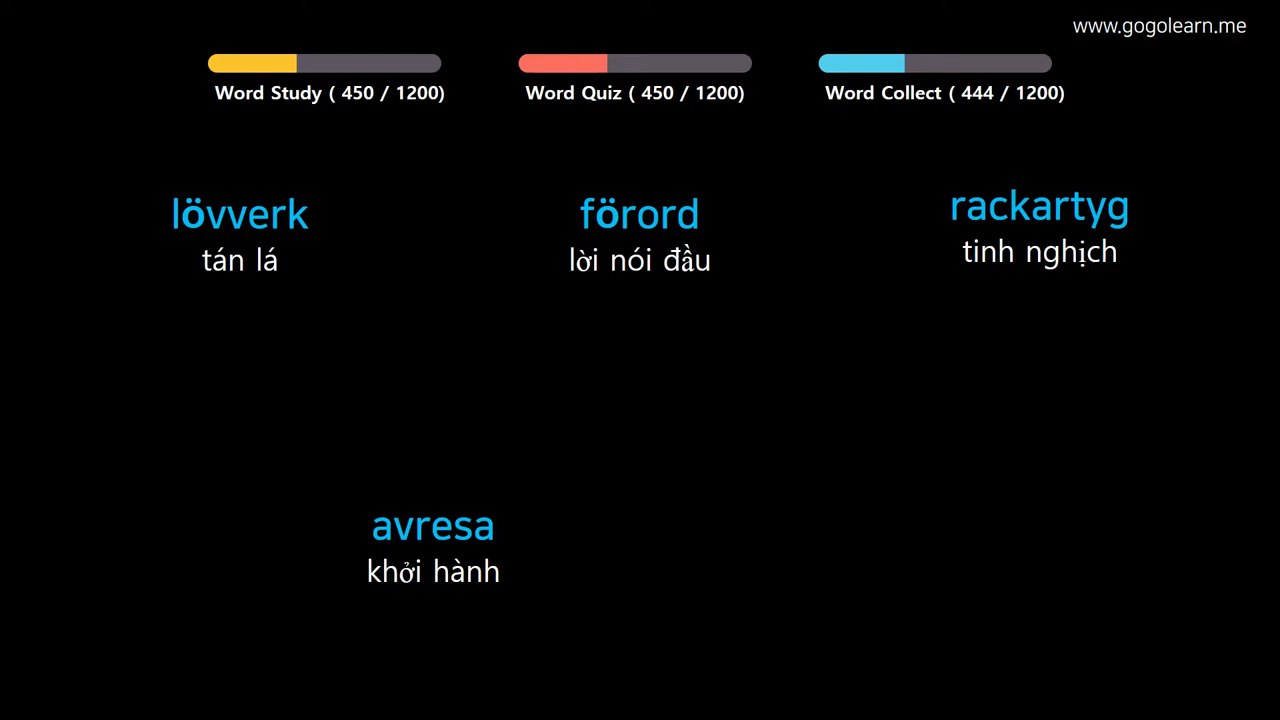 www.gogolearn.me
Word Study ( 450 / 1200)
Word Quiz ( 450 / 1200)
Word Collect ( 444 / 1200)
lövverk
tán lá
förord
lời nói đầu
rackartyg
tinh nghịch
avresa
khởi hành